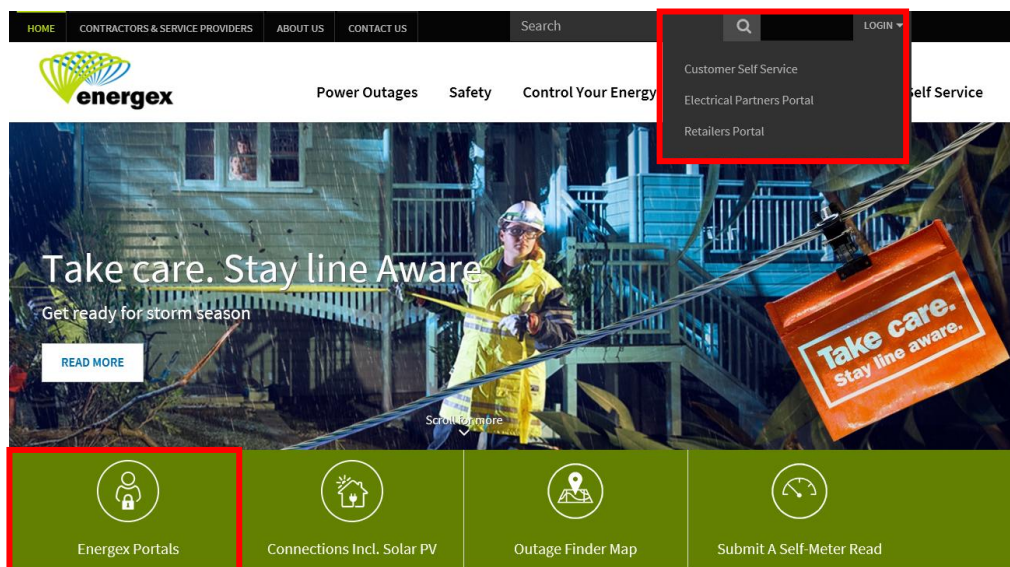 HOME CONTRACTORS & SERVICE PROVIDERS ABOUT US CONTACT US Search LOGIN
Customer Self Service
Electrical Partners Portal
Retailers Portal
energex
Power Outages Safety Control Your Energy Self Service
Take care. Stay line Aware
Get ready for storm season
READ MORE
Take care.
Stay line aware.
Scroll for more
Energex Portals Connections Incl. Solar PV Outage Finder Map Submit A Self-Meter Read